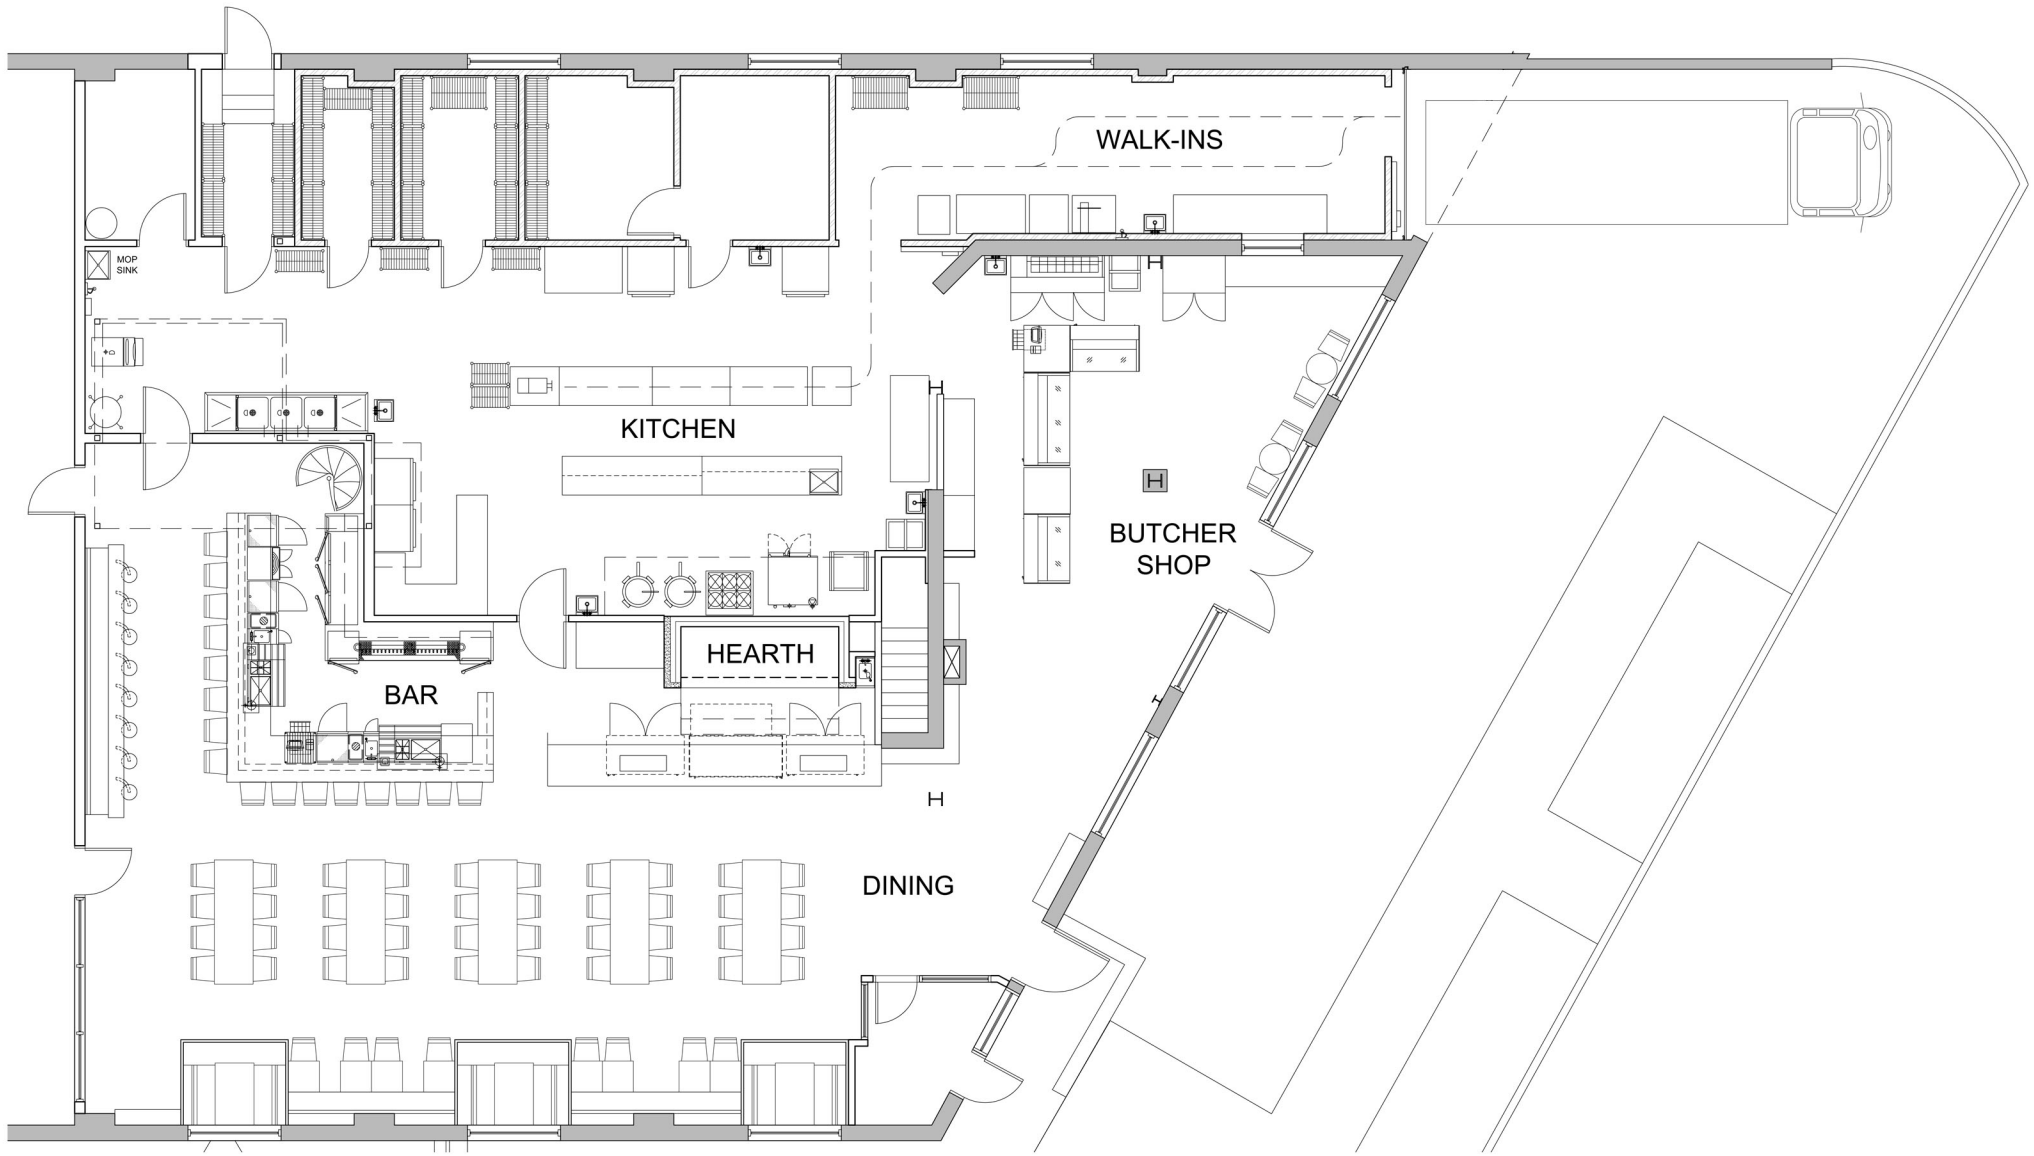 WALK-INS
MOP
SINK
KITCHEN
BUTCHER
SHOP
HEARTH
BAR
DINING